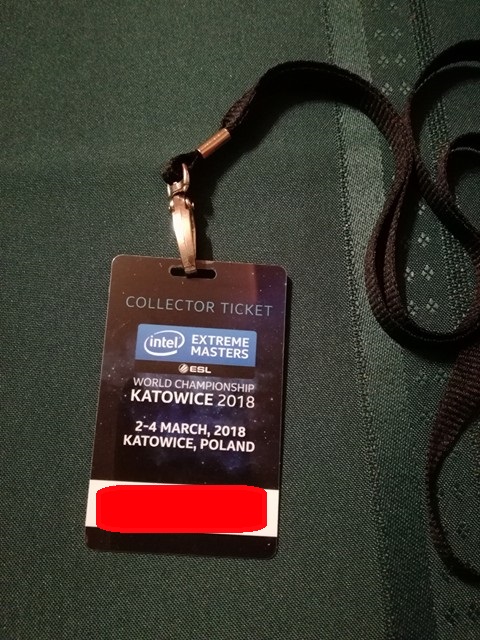 COLLECTOR TICKET
intel EXTREME
MASTERS
ESL
WORLD CHAMPIONSHIP
KATOWICE 2018
2-4 MARCH, 2018
KATOWICE, POLAND